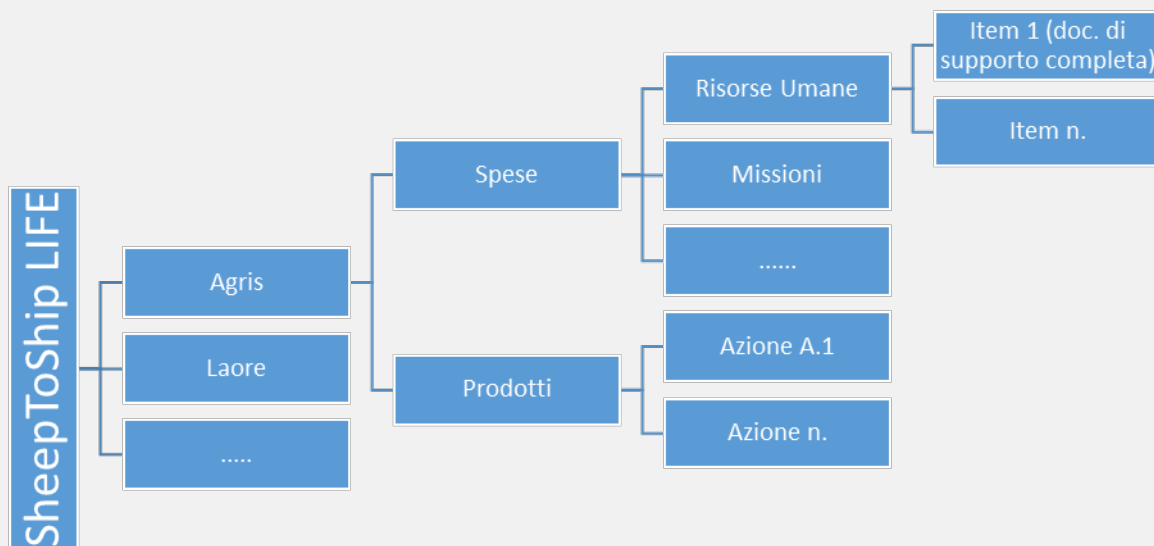 SheepToShip LIFE
Agris
Laore
.....
Spese
Prodotti
Risorse Umane
Missioni
......
Azione A.1
Azione n.
Item 1 (doc. di
supporto completa)
Item n.